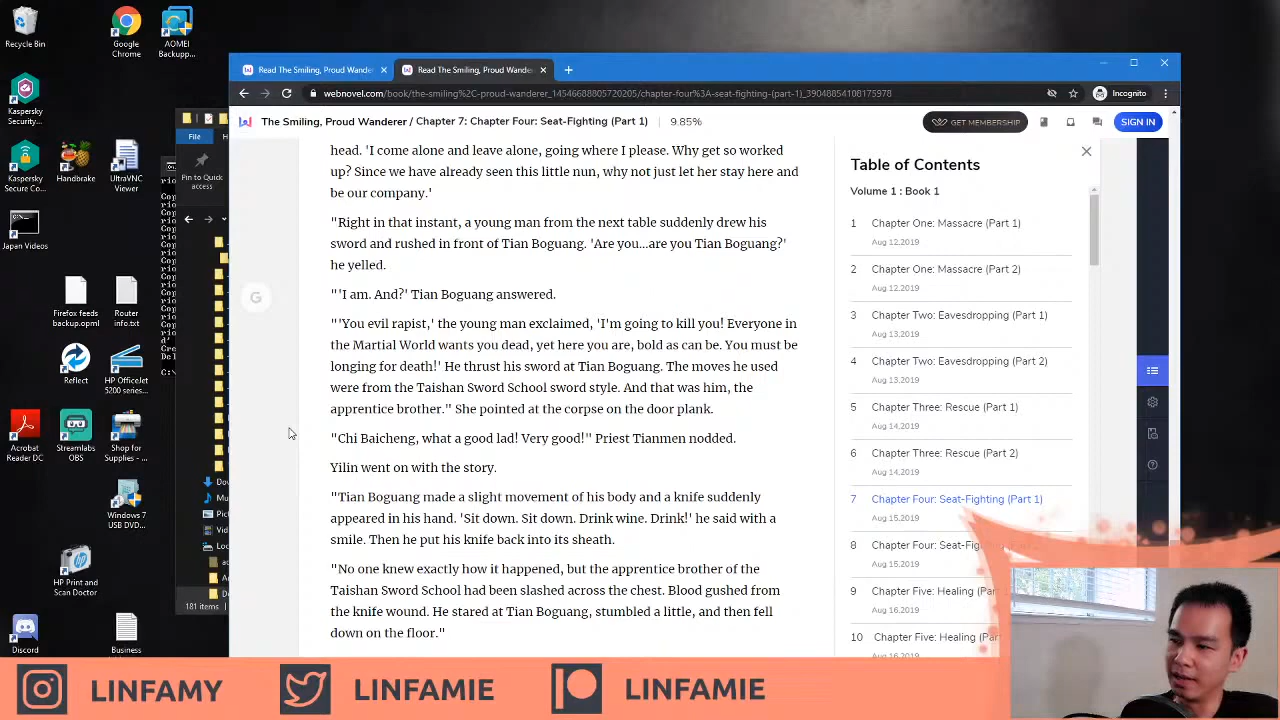 Recycle Bin
Google
Chrome
AOMEI
Backupp...
Kaspersky
Security...
Kaspersky
Secure Co...
Handbrake
UltraVNC
Viewer
Japan Videos
Firefox feeds
backup.opml
Router
info.txt
Reflect
HP OfficeJet
5200 series...
Acrobat
Reader DC
Streamlabs
OBS
Shop for
Supplies - ...
Windows 7
USB DVD...
HP Print and
Scan Doctor
Discord
Business
File
Pin to Quick
access
181 items
Read The Smiling, Proud Wande
Read The Smiling, Proud Wande
webnovel.com/book/the-smiling%2C-proud-wanderer_14546688805720205/chapter-four%3A-seat-fighting-(part-1)_39048854108175978
Incognito
The Smiling, Proud Wanderer / Chapter 7: Chapter Four: Seat-Fighting (Part 1) 9.85%
GET MEMBERSHIP
SIGN IN
head. 'I come alone and leave alone, going where I please. Why get so worked
up? Since we have already seen this little nun, why not just let her stay here and
be our company.'
"Right in that instant, a young man from the next table suddenly drew his
sword and rushed in front of Tian Boguang. 'Are you...are you Tian Boguang?'
he yelled.
"'I am. And?' Tian Boguang answered.
"'You evil rapist,' the young man exclaimed, 'I'm going to kill you! Everyone in
the Martial World wants you dead, yet here you are, bold as can be. You must be
longing for death!' He thrust his sword at Tian Boguang. The moves he used
were from the Taishan Sword School sword style. And that was him, the
apprentice brother." She pointed at the corpse on the door plank.
"Chi Baicheng, what a good lad! Very good!" Priest Tianmen nodded.
Yilin went on with the story.
"Tian Boguang made a slight movement of his body and a knife suddenly
appeared in his hand. 'Sit down. Sit down. Drink wine. Drink!' he said with a
smile. Then he put his knife back into its sheath.
"No one knew exactly how it happened, but the apprentice brother of the
Taishan Sword School had been slashed across the chest. Blood gushed from
the knife wound. He stared at Tian Boguang, stumbled a little, and then fell
down on the floor."
G
Table of Contents
Volume 1 : Book 1
1 Chapter One: Massacre (Part 1)
Aug 12,2019
2 Chapter One: Massacre (Part 2)
Aug 12,2019
3 Chapter Two: Eavesdropping (Part 1)
Aug 13,2019
4 Chapter Two: Eavesdropping (Part 2)
Aug 13,2019
5 Chapter Three: Rescue (Part 1)
Aug 14,2019
6 Chapter Three: Rescue (Part 2)
Aug 14,2019
7 Chapter Four: Seat-Fighting (Part 1)
Aug 15,2019
8 Chapter Four: Seat-Fighting
Aug 15,2019
9 Chapter Five: Healing
Aug 16,2019
10 Chapter Five: Healing
Aug 16,2019
LINFAMY
LINFAMIE
LINFAMIE